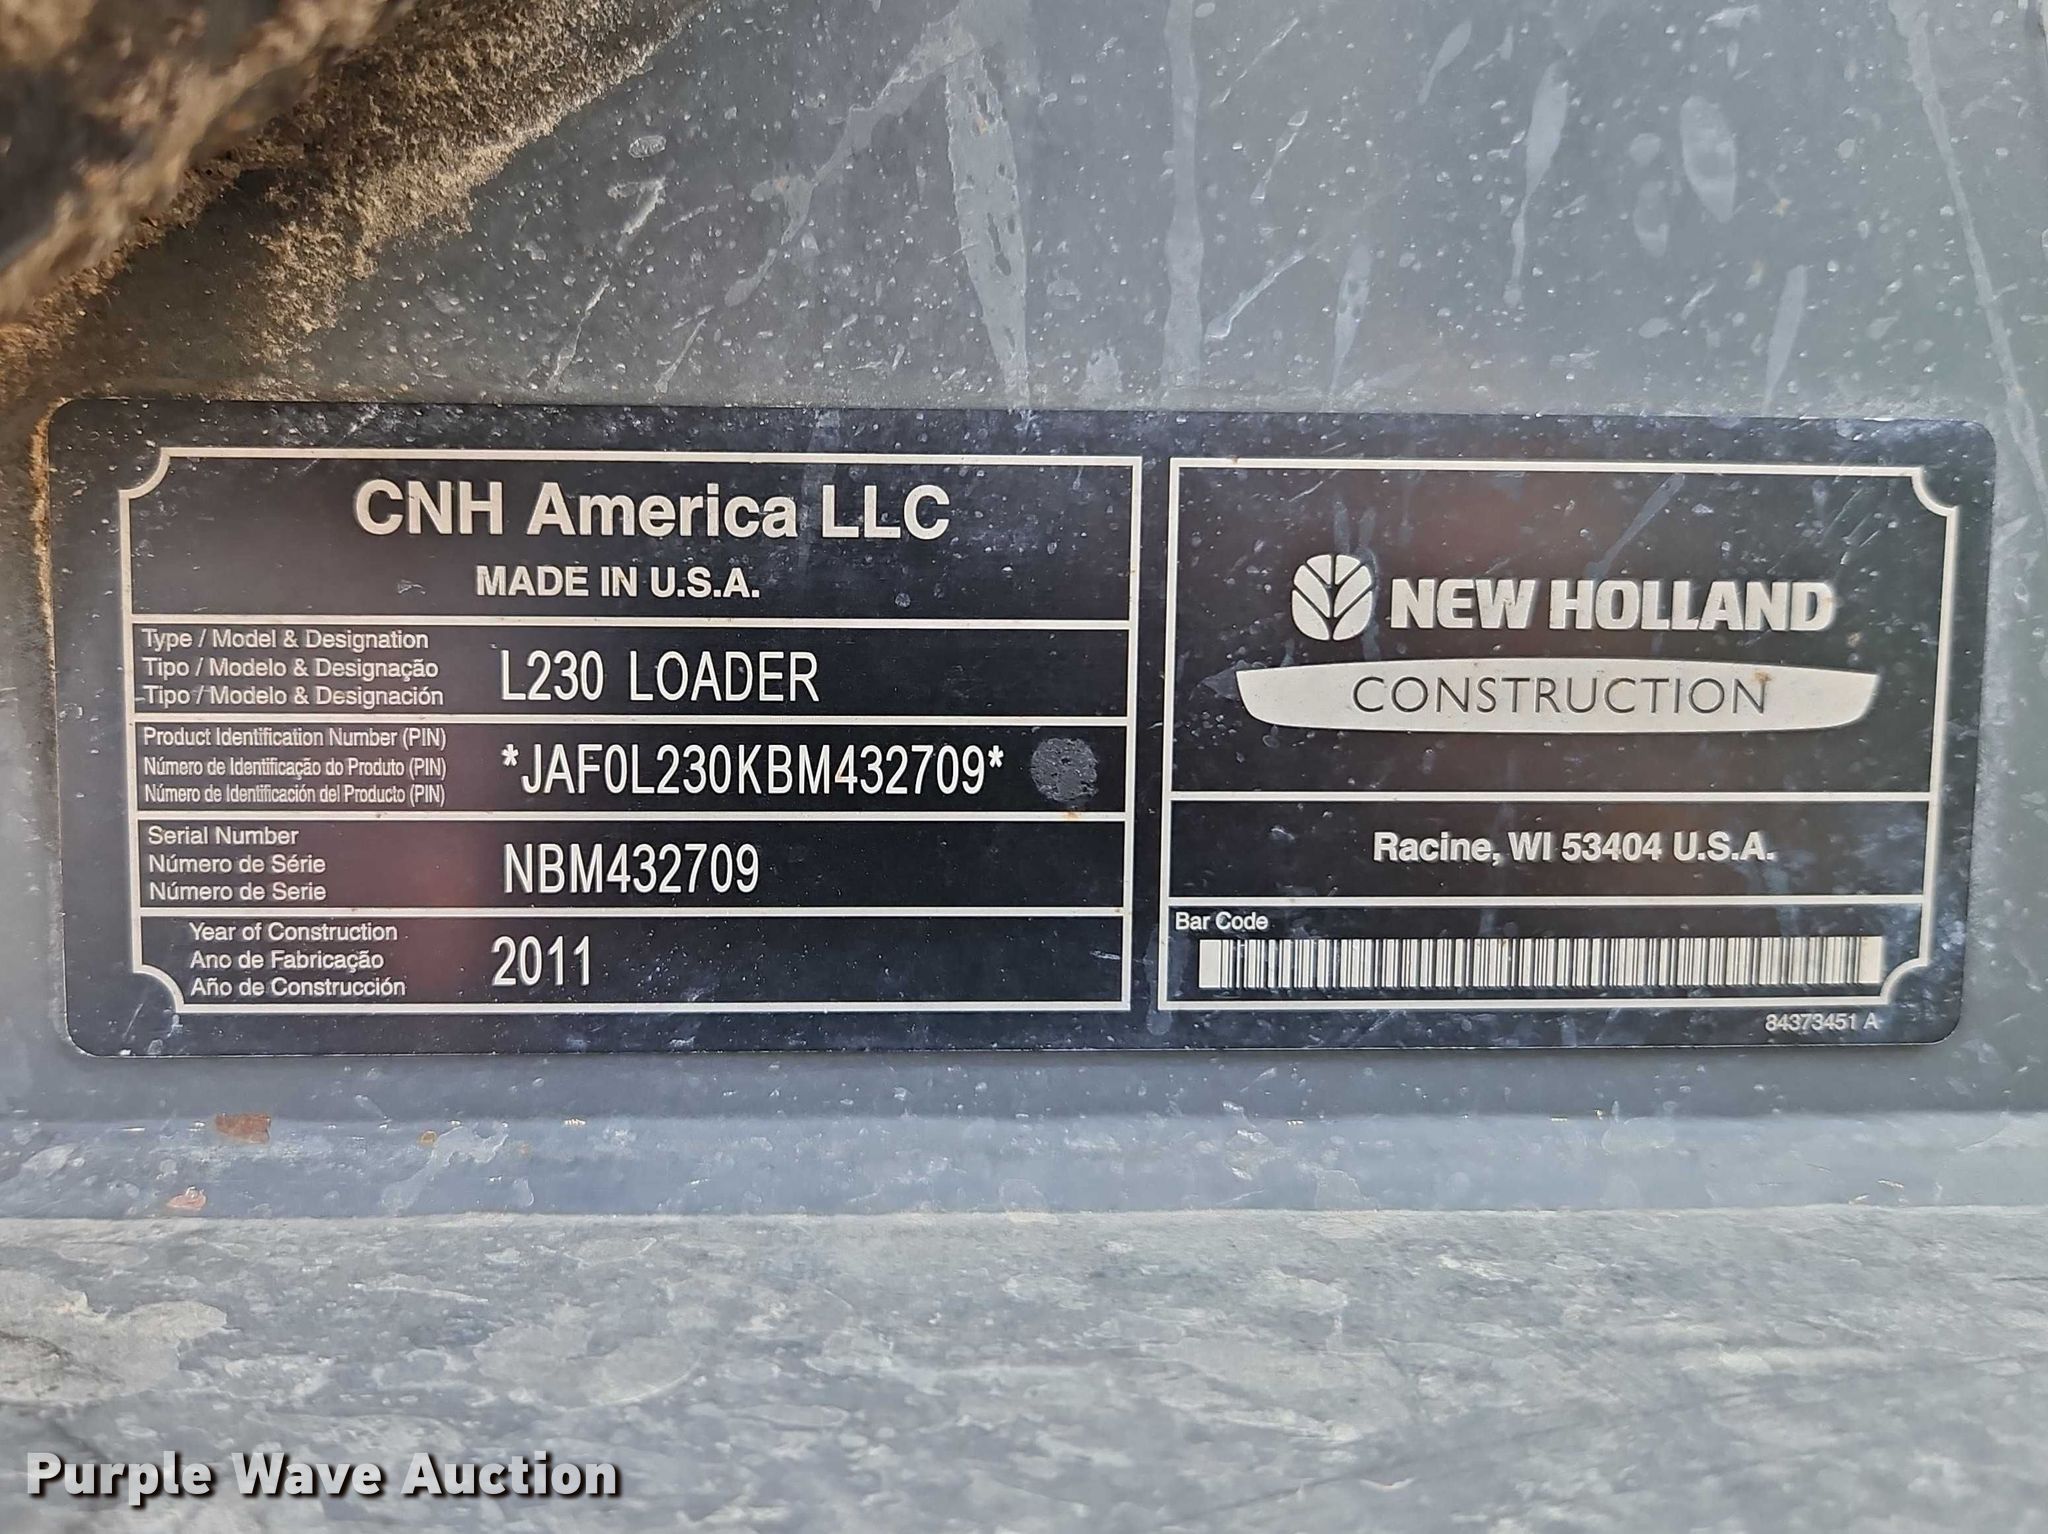 CNH America LLC
MADE IN U.S.A.
Type / Model & Designation
Tipo / Modelo & Designação
Tipo / Modelo & Designación
L230 LOADER
Product Identification Number (PIN)
Número de Identificação do Produto (PIN)
Número de Identificación del Producto (PIN)
*JAF0L230KBM432709*
Serial Number
Número de Série
Número de Serie
NBM432709
Year of Construction
Ano de Fabricação
Año de Construcción
2011
NEW HOLLAND
CONSTRUCTION
Racine, WI 53404 U.S.A.
Bar Code
84373451 A
Purple Wave Auction